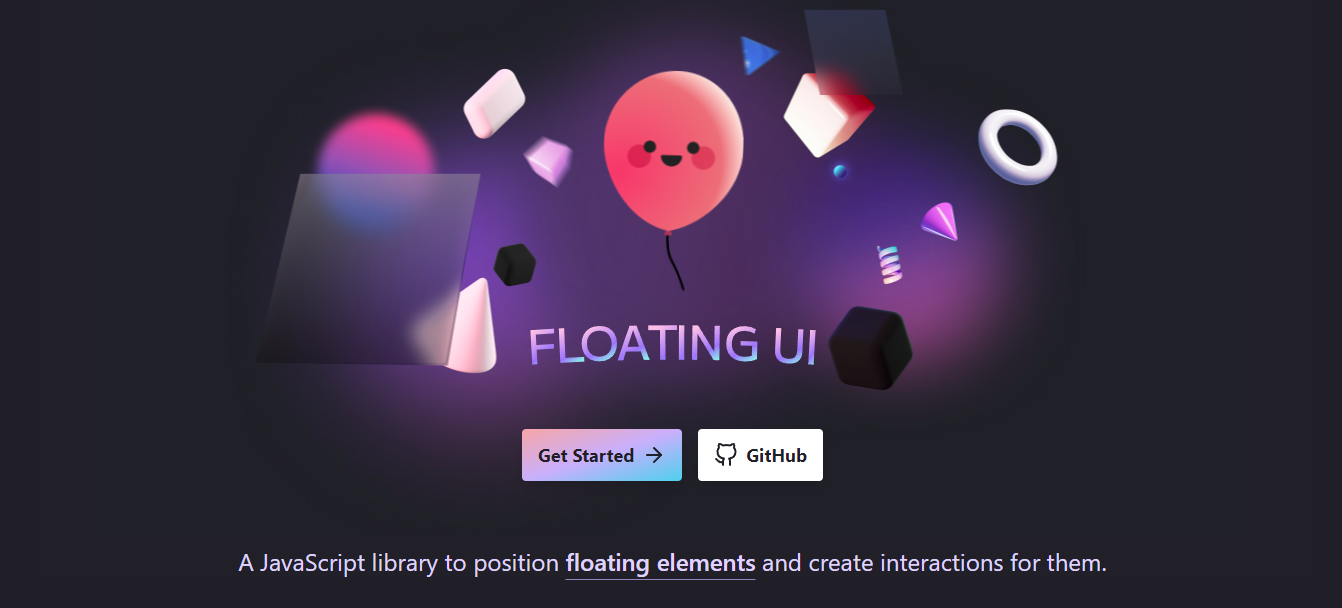 FLOATING UI
Get Started
GitHub
A JavaScript library to position floating elements and create interactions for them.